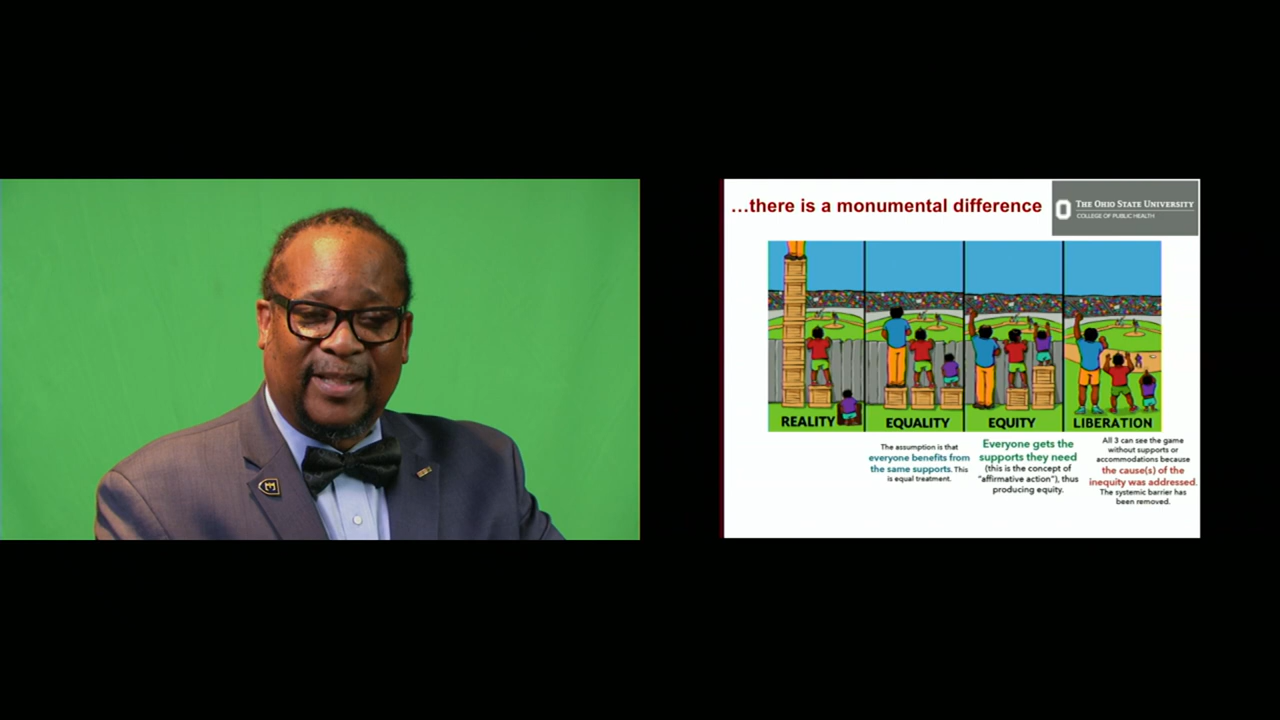 ...there is a monumental difference
THE OHIO STATE UNIVERSITY
COLLEGE OF PUBLIC HEALTH
REALITY
EQUALITY
EQUITY
LIBERATION
The assumption is that
everyone benefits from
the same supports. This
is equal treatment.
Everyone gets the
supports they need
(this is the concept of
"affirmative action"), thus
producing equity.
All 3 can see the game
without supports or
accommodations because
the cause(s) of the
inequity was addressed.
The systemic barrier has
been removed.